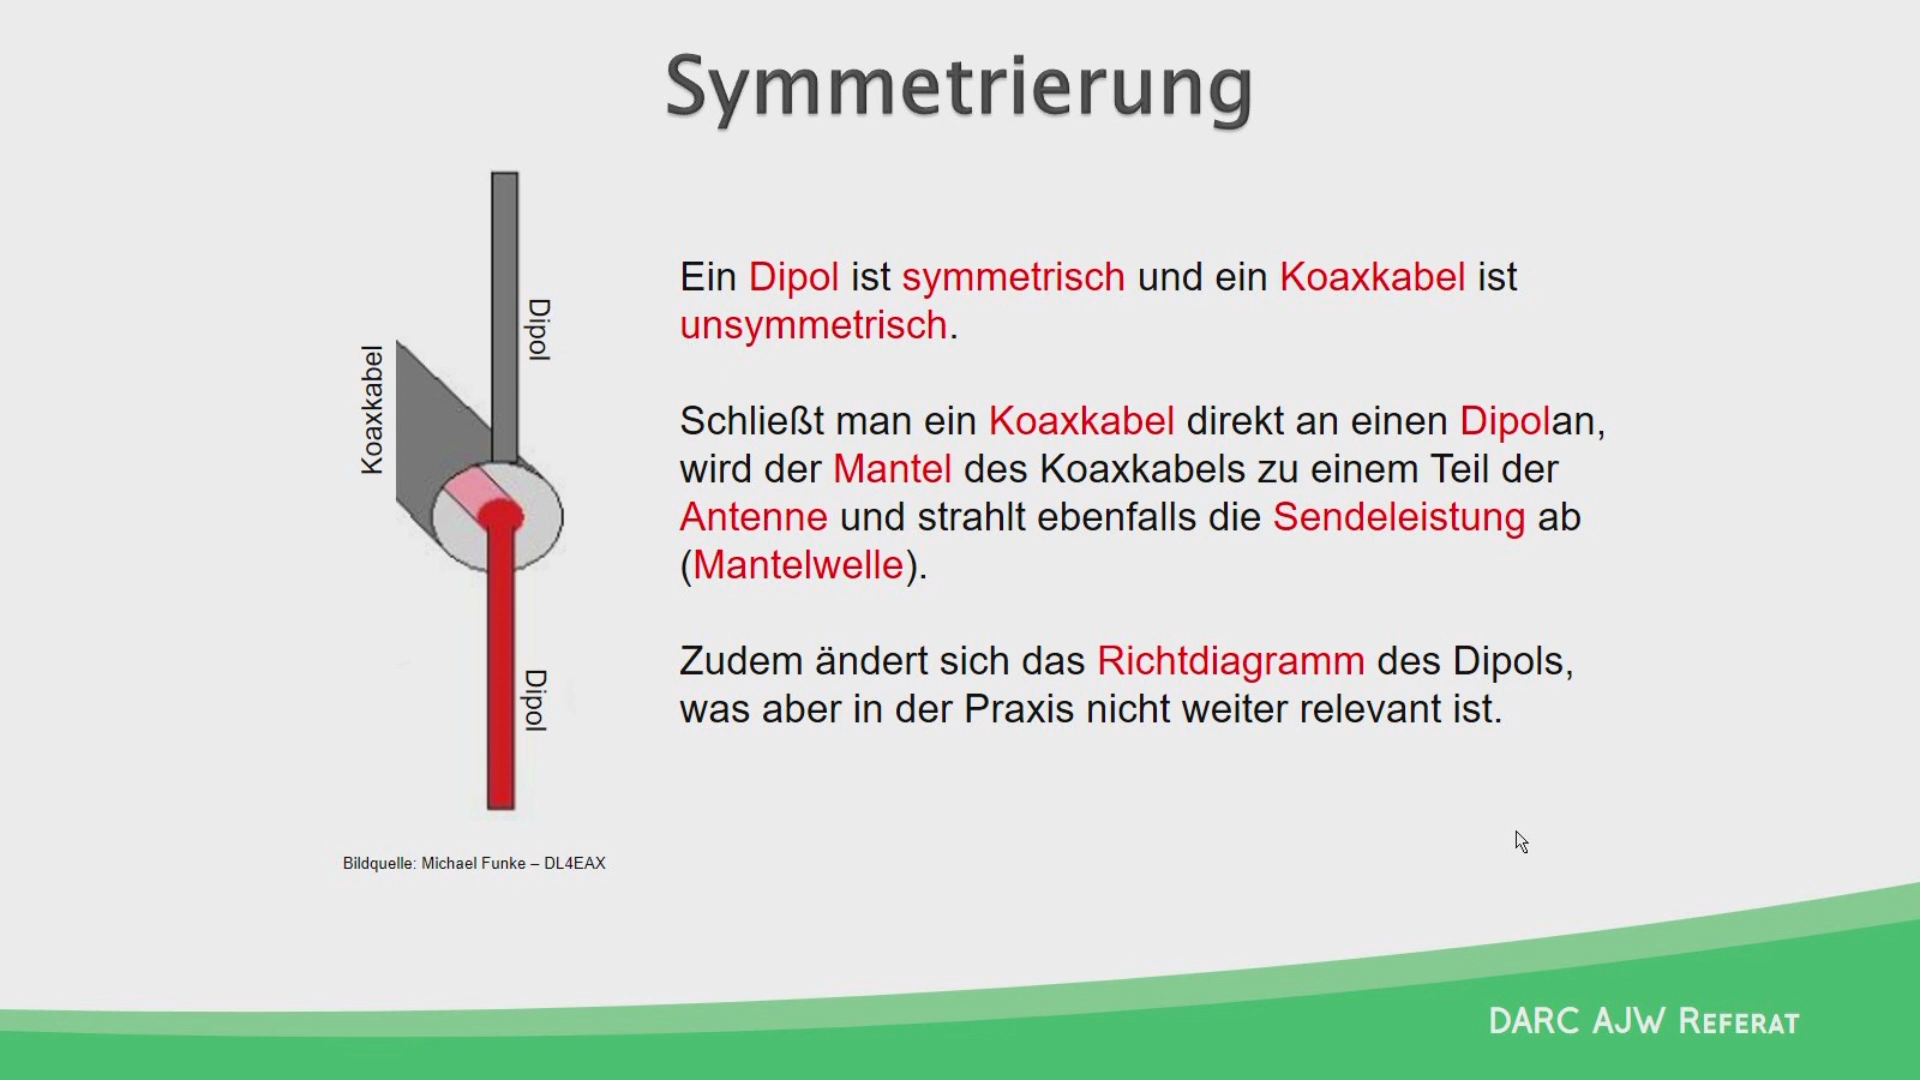 Symmetrierung
Dipol
Koaxkabel
Dipol
Bildquelle: Michael Funke – DL4EAX
Ein Dipol ist symmetrisch und ein Koaxkabel ist
unsymmetrisch.
Schließt man ein Koaxkabel direkt an einen Dipolan,
wird der Mantel des Koaxkabels zu einem Teil der
Antenne und strahlt ebenfalls die Sendeleistung ab
(Mantelwelle).
Zudem ändert sich das Richtdiagramm des Dipols,
was aber in der Praxis nicht weiter relevant ist.
DARC AJW REFERAT